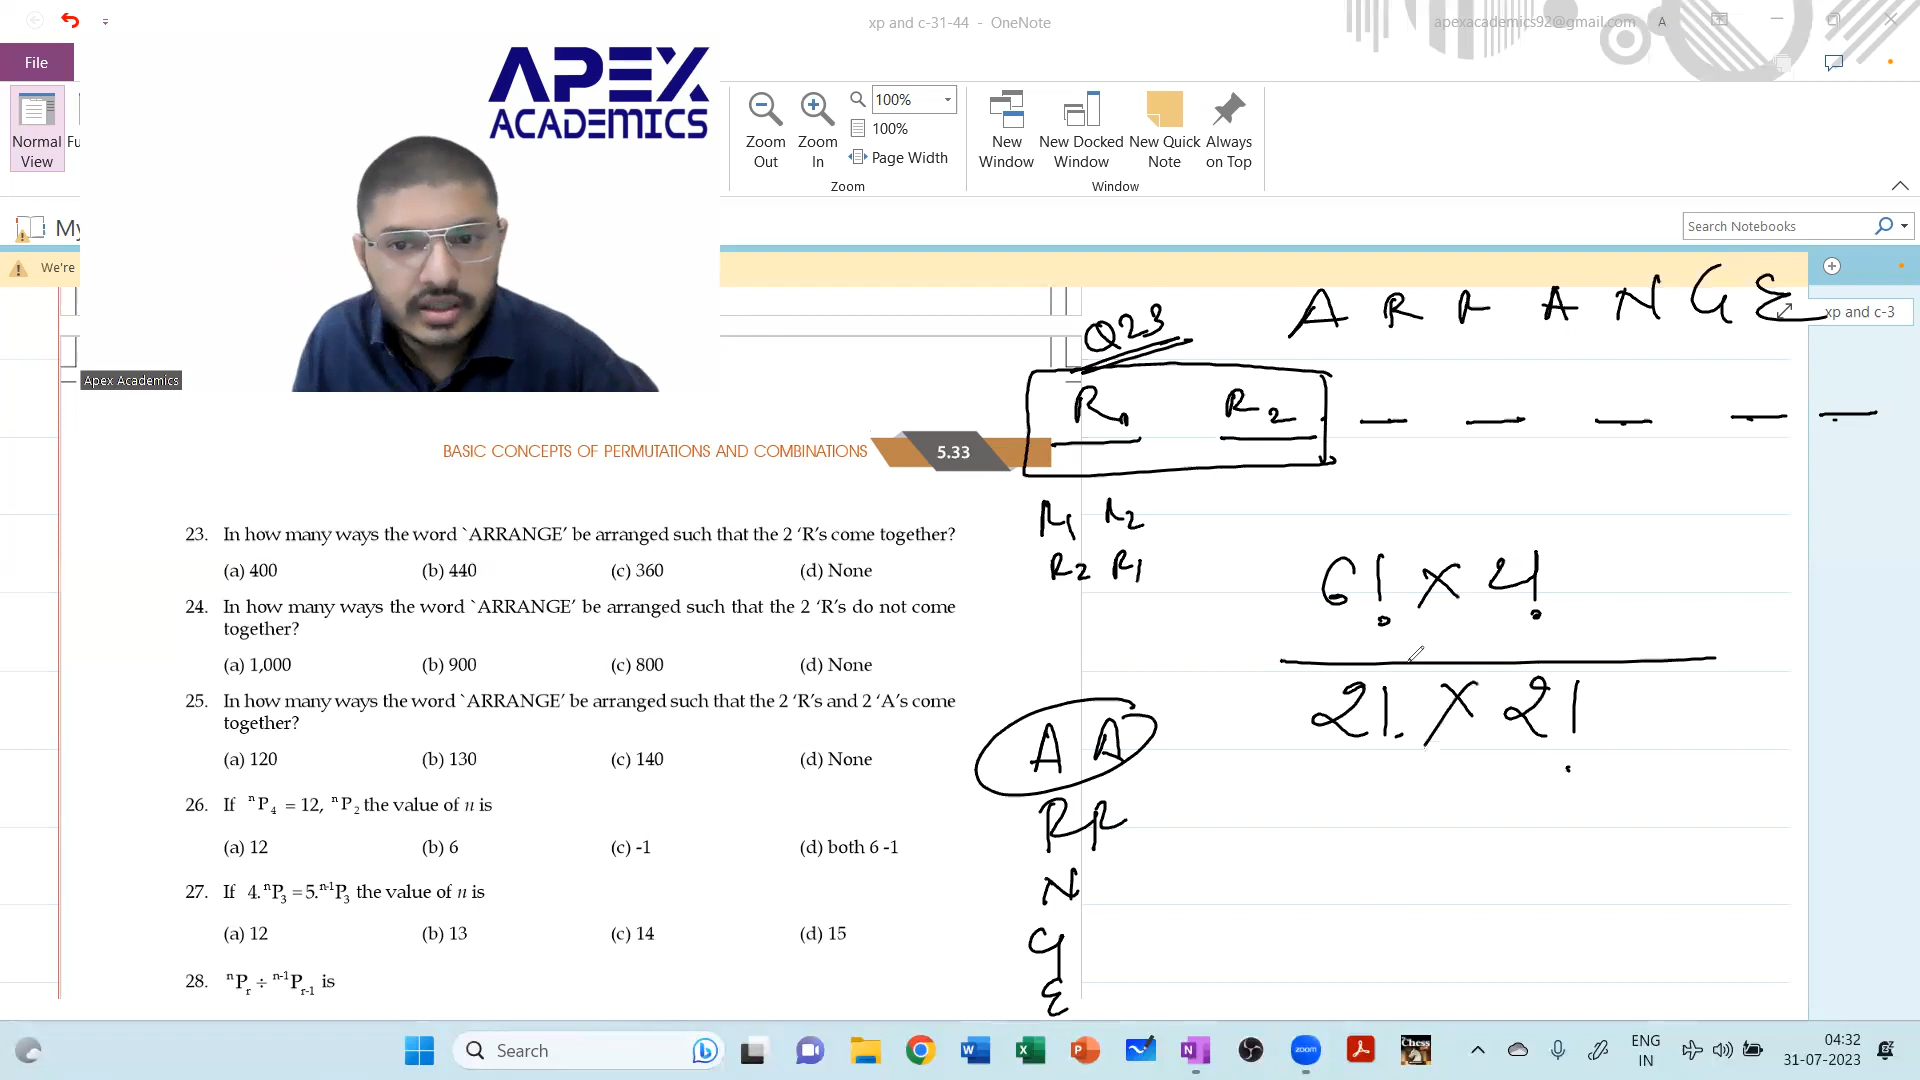 xp and c-31-44 - OneNote
apexacademics92@gmail.com A
File
APEX
ACADEMICS
Normal View
Fu
Zoom Out
Zoom In
100%
100%
Page Width
Zoom
New Window
New Docked Window
New Quick Note
Always on Top
Window
My
Search Notebooks
We're
xp and c-3
Apex Academics
Q23
A R R A N G E
R1 R2
R1 R2
R2 R1
6! × 2!
2! × 2!
A A
R R
N
G
E
BASIC CONCEPTS OF PERMUTATIONS AND COMBINATIONS 5.33
23. In how many ways the word `ARRANGE' be arranged such that the 2 'R's come together?
(a) 400 (b) 440 (c) 360 (d) None
24. In how many ways the word `ARRANGE' be arranged such that the 2 'R's do not come
together?
(a) 1,000 (b) 900 (c) 800 (d) None
25. In how many ways the word `ARRANGE' be arranged such that the 2 'R's and 2 'A's come
together?
(a) 120 (b) 130 (c) 140 (d) None
26. If ⁿP₄ = 12, ⁿP₂ the value of n is
(a) 12 (b) 6 (c) -1 (d) both 6 -1
27. If 4.ⁿP₃ = 5.ⁿ⁻¹P₃ the value of n is
(a) 12 (b) 13 (c) 14 (d) 15
28. ⁿPᵣ ÷ ⁿ⁻¹Pᵣ₋₁ is
Search
zoom
Chess
ENG
IN
04:32
31-07-2023